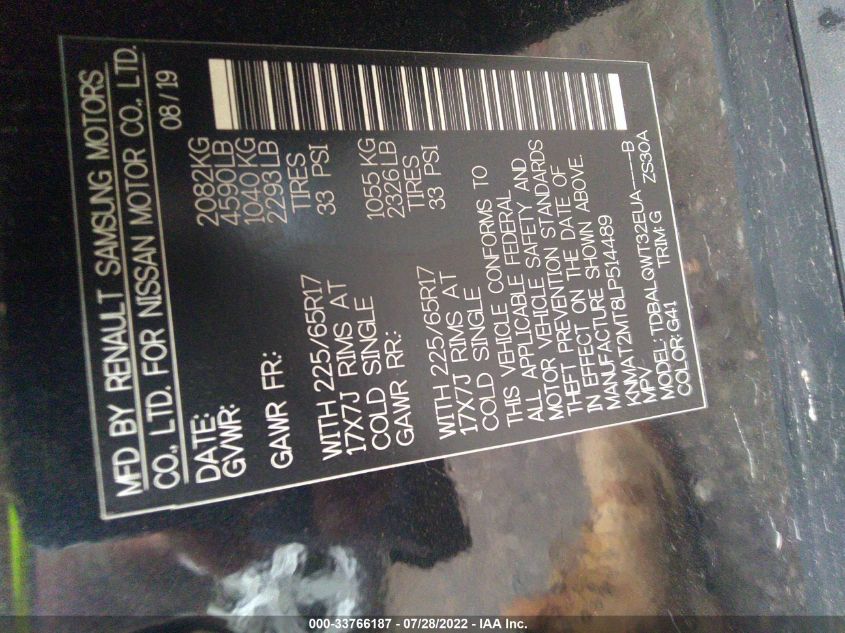 MFD BY RENAULT SAMSUNG MOTORS
CO., LTD. FOR NISSAN MOTOR CO., LTD.
DATE: 08/19
GVWR: 2082KG
4590LB
GAWR FR: 1040 KG
2293 LB
WITH 225/65R17 TIRES
17X7J RIMS AT 33 PSI
COLD SINGLE
GAWR RR: 1055 KG
2326 LB
WITH 225/65R17 TIRES
17X7J RIMS AT 33 PSI
COLD SINGLE
THIS VEHICLE CONFORMS TO
ALL APPLICABLE FEDERAL
MOTOR VEHICLE SAFETY AND
THEFT PREVENTION STANDARDS
IN EFFECT ON THE DATE OF
MANUFACTURE SHOWN ABOVE.
KNMAT2MT8LP514489
MPV
MODEL: TDBALQWT32EUA-----B
COLOR: G41 TRIM: G ZS30A
000-33766187 - 07/28/2022 - IAA Inc.